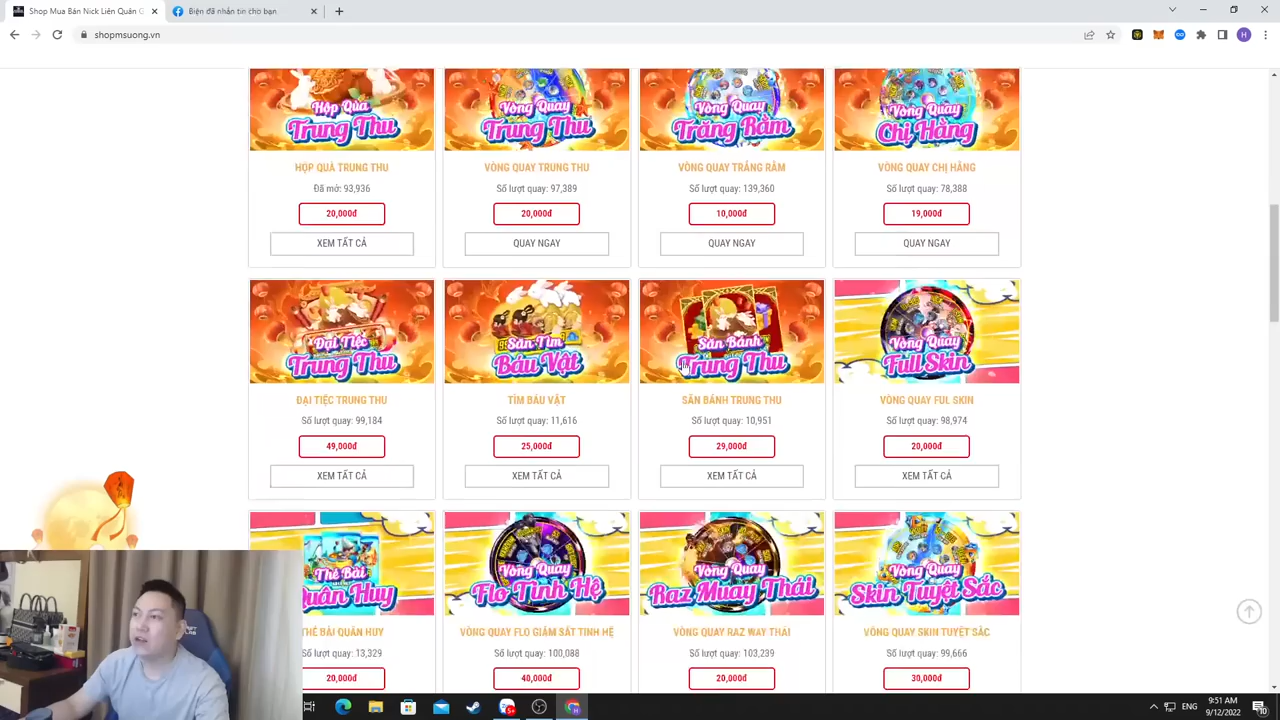 Shop Mua Bán Nick Liên Quân G
Biện đã nhắn tin cho bạn
shopmsuong.vn
Hộp Quà
Trung Thu
Vòng Quay
Trung Thu
Vòng Quay
Trăng Rằm
Vòng Quay
Chị Hằng
HỘP QUÀ TRUNG THU
VÒNG QUAY TRUNG THU
VÒNG QUAY TRĂNG RẰM
VÒNG QUAY CHỊ HẰNG
Đã mở: 93,936
Số lượt quay: 97,389
Số lượt quay: 139,360
Số lượt quay: 78,388
20,000đ
20,000đ
10,000đ
19,000đ
XEM TẤT CẢ
QUAY NGAY
QUAY NGAY
QUAY NGAY
Đại Tiệc
Trung Thu
Săn Tìm
Báu Vật
Săn Bánh
Trung Thu
Vòng Quay
Full Skin
ĐẠI TIỆC TRUNG THU
TÌM BÁU VẬT
SĂN BÁNH TRUNG THU
VÒNG QUAY FUL SKIN
Số lượt quay: 99,184
Số lượt quay: 11,616
Số lượt quay: 10,951
Số lượt quay: 98,974
49,000đ
25,000đ
29,000đ
20,000đ
XEM TẤT CẢ
XEM TẤT CẢ
XEM TẤT CẢ
XEM TẤT CẢ
Thẻ Bài
Quân Huy
Vòng Quay
Flo Tinh Hệ
Vòng Quay
Raz Muay Thái
Vòng Quay
Skin Tuyệt Sắc
THẺ BÀI QUÂN HUY
VÒNG QUAY FLO GIÁM SÁT TINH HỆ
VÒNG QUAY RAZ WAY THÁI
VÒNG QUAY SKIN TUYỆT SẮC
Số lượt quay: 13,329
Số lượt quay: 100,088
Số lượt quay: 103,239
Số lượt quay: 99,666
20,000đ
40,000đ
20,000đ
30,000đ
ENG
9:51 AM
9/12/2022